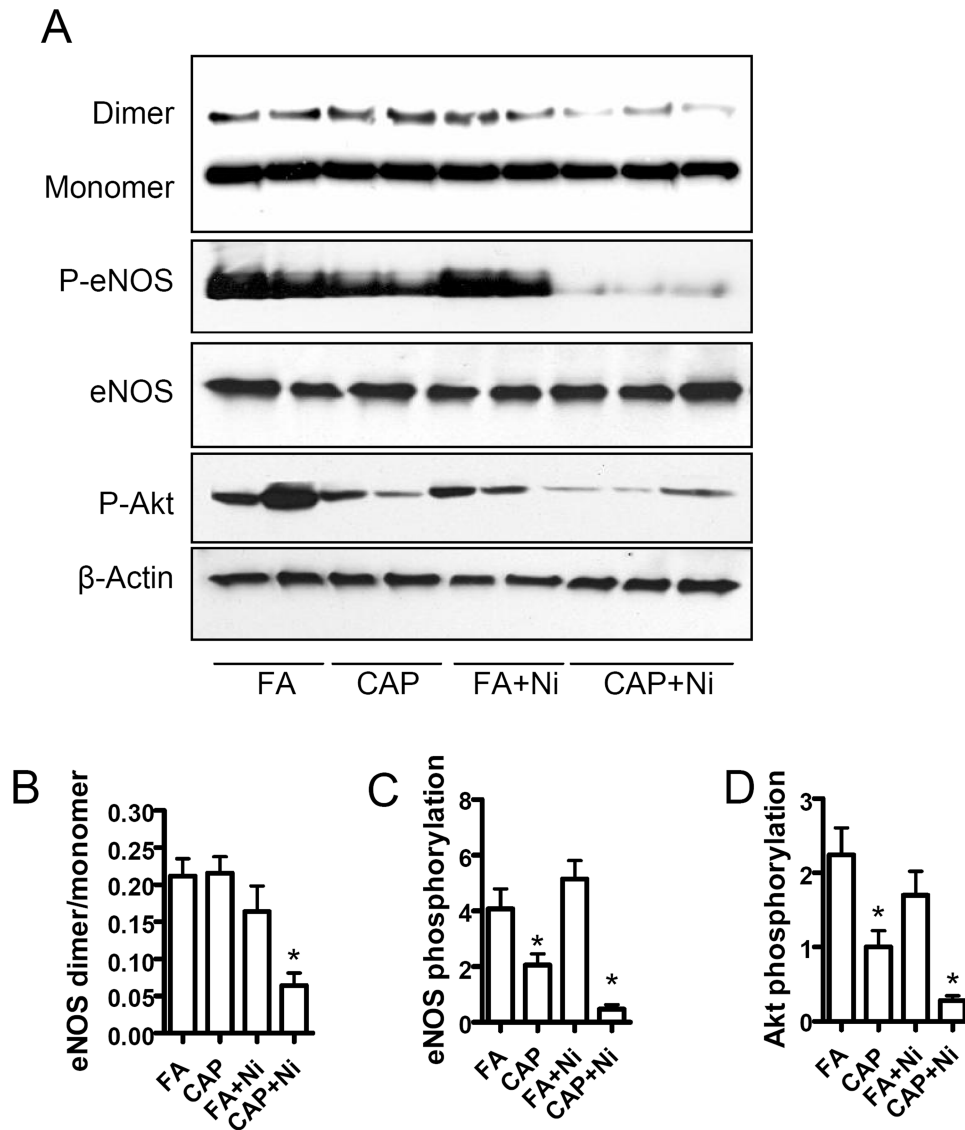 A
Dimer
Monomer
P-eNOS
eNOS
P-Akt
β-Actin
FA CAP FA+Ni CAP+Ni
B
eNOS dimer/monomer
0.30
0.25
0.20
0.15
0.10
0.05
0.00
*
FA CAP FA+Ni CAP+Ni
C
eNOS phosphorylation
8
6
4
2
0
* *
FA CAP FA+Ni CAP+Ni
D
Akt phosphorylation
3
2
1
0
* *
FA CAP FA+Ni CAP+Ni